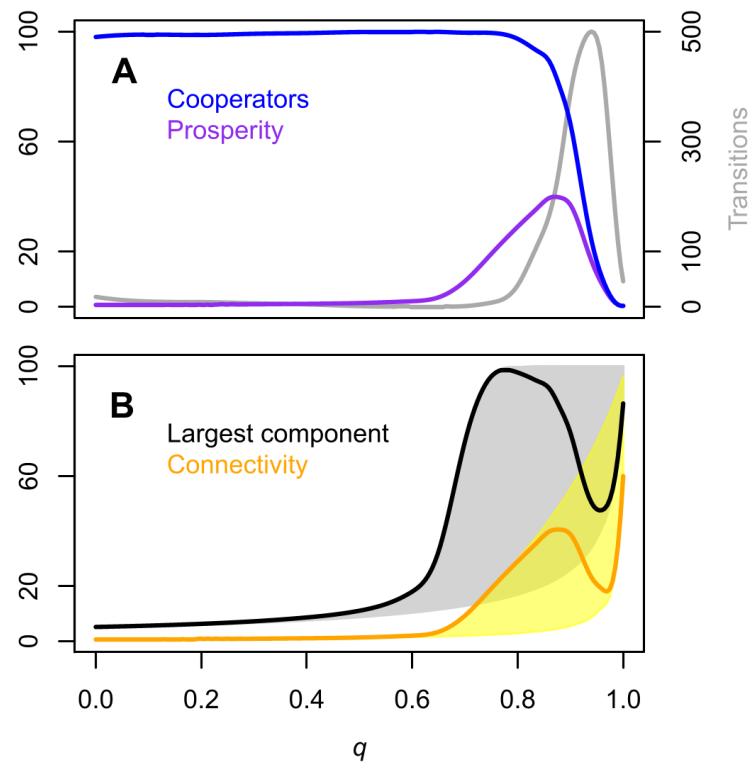 100
60
20
0
A
Cooperators
Prosperity
500
300
100
0
Transitions
100
60
20
0
B
Largest component
Connectivity
0.0 0.2 0.4 0.6 0.8 1.0
q